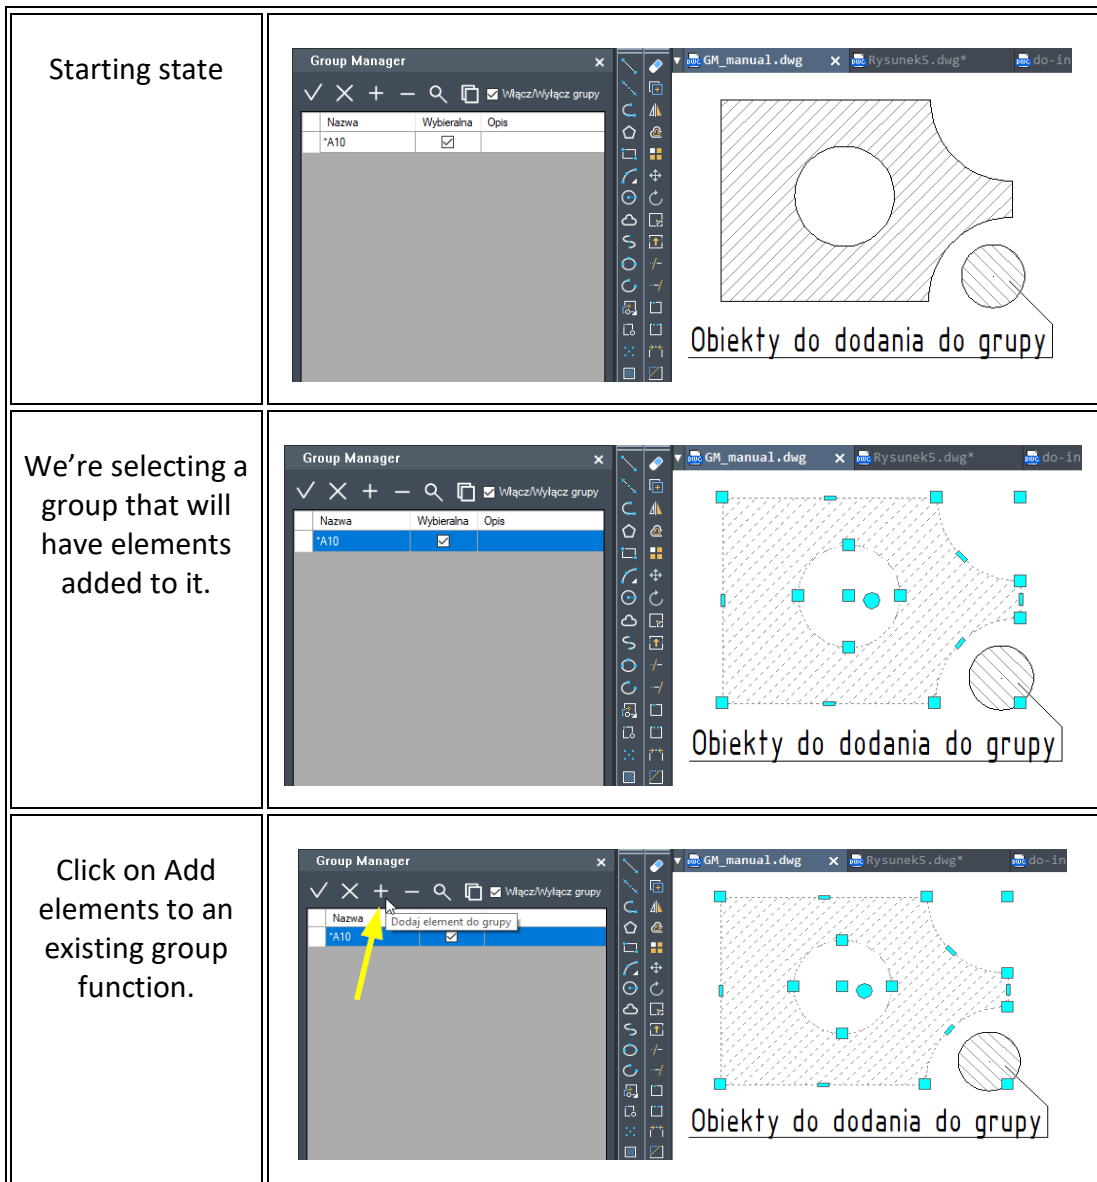 Starting state
Group Manager
Włącz/Wyłącz grupy
Nazwa Wybieralna Opis
*A10
GM_manual.dwg Rysunek5.dwg* do-in
Obiekty do dodania do grupy
We’re selecting a
group that will
have elements
added to it.
Group Manager
Włącz/Wyłącz grupy
Nazwa Wybieralna Opis
*A10
GM_manual.dwg Rysunek5.dwg* do-in
Obiekty do dodania do grupy
Click on Add
elements to an
existing group
function.
Group Manager
Włącz/Wyłącz grupy
Nazwa
Dodaj element do grupy
*A10
GM_manual.dwg Rysunek5.dwg* do-in
Obiekty do dodania do grupy